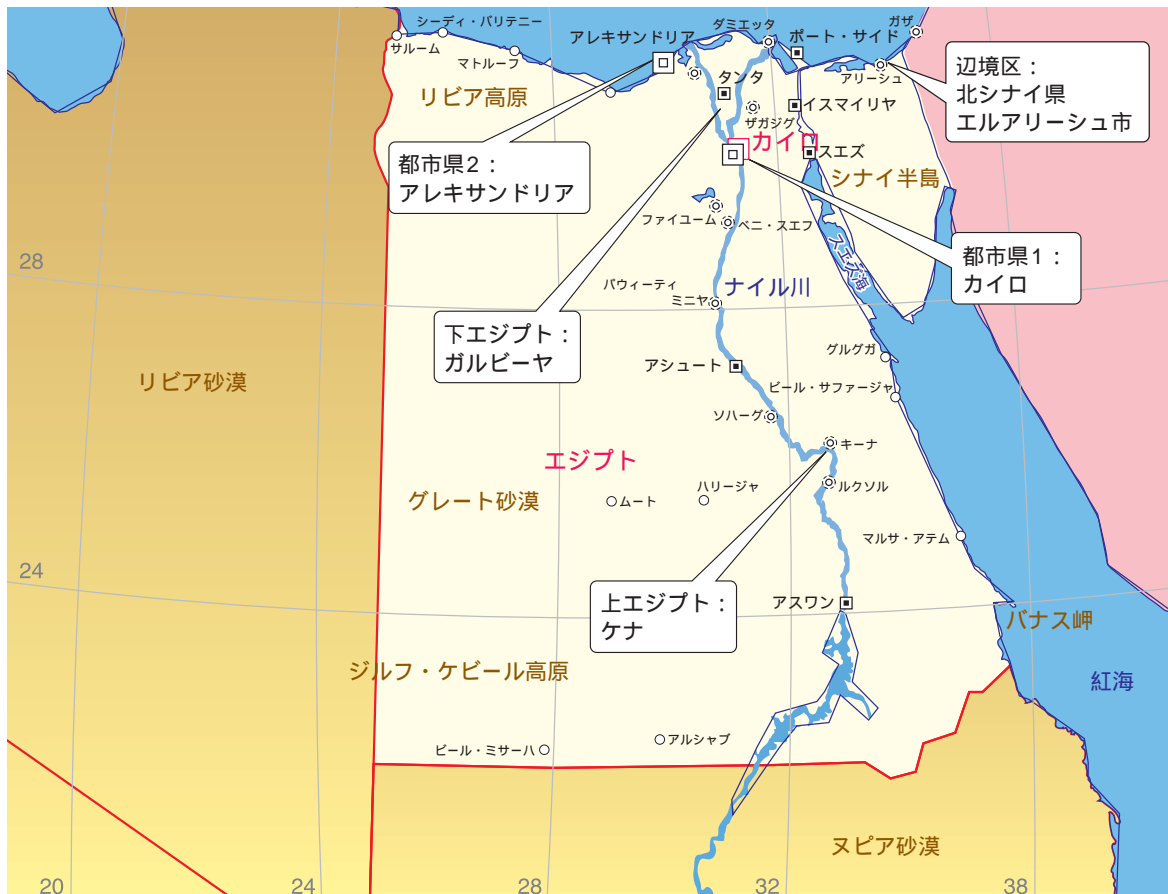 シーディ・バリテニー
サルーム
マトルーフ
アレキサンドリア
ダミエッタ
ポート・サイド
ガザ
アリーシュ
辺境区：
北シナイ県
エルアリーシュ市
リビア高原
タンタ
ザガジグ
イスマイリヤ
カイロ
スエズ
シナイ半島
都市県2：
アレキサンドリア
ファイユーム
ベニ・スエフ
スエズ海
都市県1：
カイロ
28
バウィーティ
ミニヤ
ナイル川
下エジプト：
ガルビーヤ
アシュート
グルグガ
ビール・サファージャ
リビア砂漠
ソハーグ
キーナ
エジプト
グレート砂漠
ムート
ハリージャ
ルクソル
マルサ・アテム
24
上エジプト：
ケナ
アスワン
バナス岬
ジルフ・ケビール高原
紅海
ビール・ミサーハ
アルシャブ
ヌビア砂漠
20
24
28
32
38